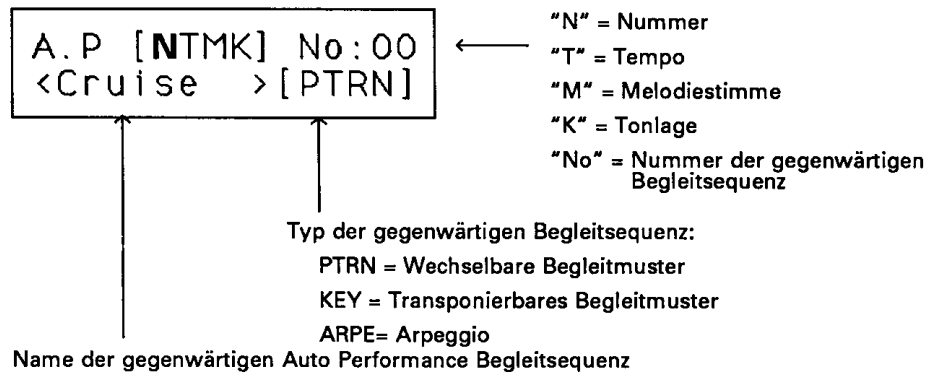 A.P [NTMK] No:00
<Cruise >[PTRN]
"N" = Nummer
"T" = Tempo
"M" = Melodiestimme
"K" = Tonlage
"No" = Nummer der gegenwärtigen
Begleitsequenz
Typ der gegenwärtigen Begleitsequenz:
PTRN = Wechselbare Begleitmuster
KEY = Transponierbares Begleitmuster
ARPE= Arpeggio
Name der gegenwärtigen Auto Performance Begleitsequenz